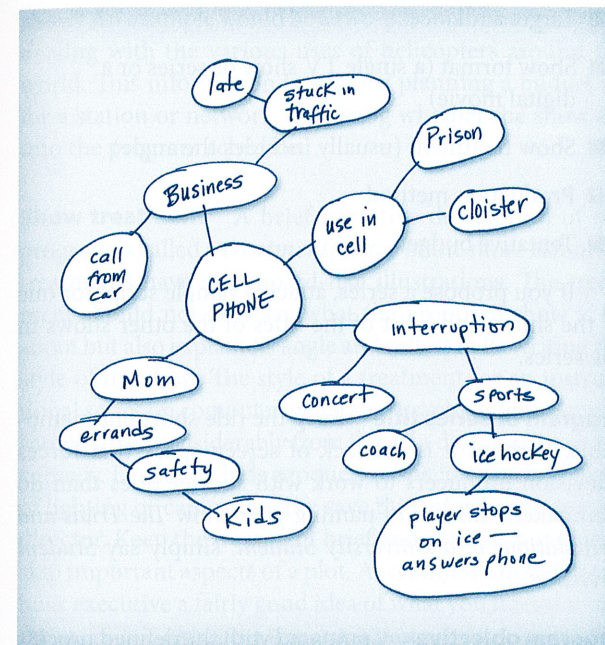 late
stuck in
traffic
Business
call
from
car
CELL
PHONE
use in
cell
Prison
cloister
Mom
errands
safety
Kids
Interruption
concert
sports
coach
ice hockey
player stops
on ice —
answers phone